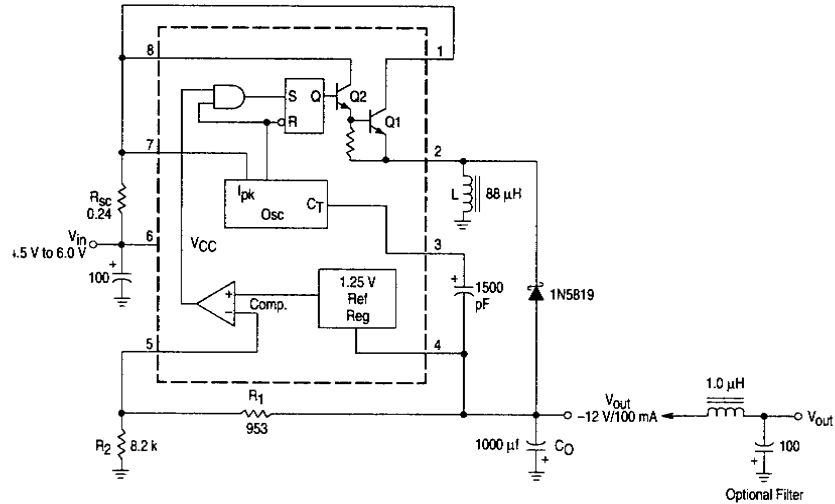 8
1
S
Q
Q2
R
Q1
7
2
Ipk
CT
Osc
L
88 µH
Rsc
0.24
Vin
.5 V to 6.0 V
6
VCC
3
100
+
1.25 V
Ref
Reg
+
−
Comp.
+
1500
pF
1N5819
5
4
R1
953
Vout
−12 V/100 mA
1.0 µH
Vout
R2
8.2 k
1000 µf
CO
+
100
+
Optional Filter